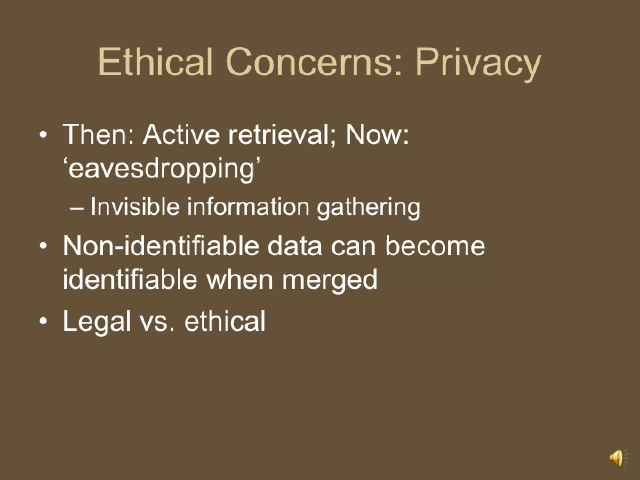 Ethical Concerns: Privacy
• Then: Active retrieval; Now:
‘eavesdropping’
– Invisible information gathering
• Non-identifiable data can become
identifiable when merged
• Legal vs. ethical